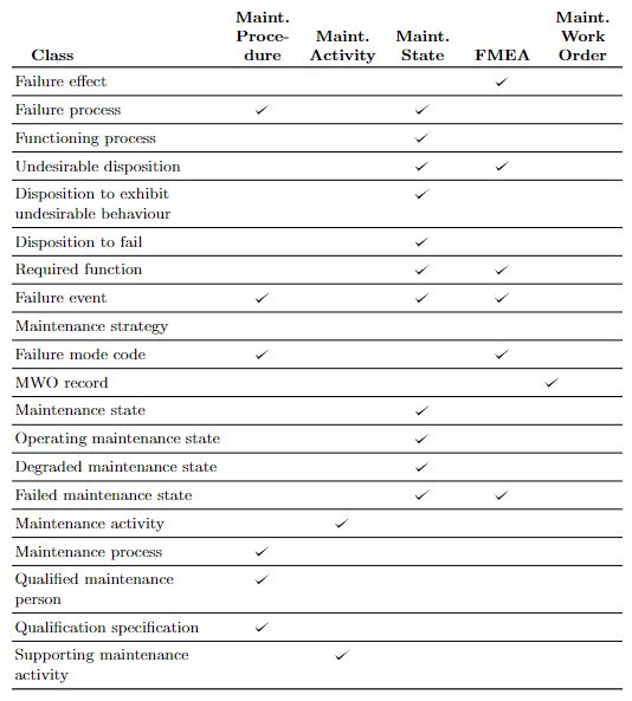 Class Maint. Proce- dure Maint. Activity Maint. State FMEA Maint. Work Order
Failure effect ✓
Failure process ✓ ✓
Functioning process ✓
Undesirable disposition ✓ ✓
Disposition to exhibit ✓
undesirable behaviour
Disposition to fail ✓
Required function ✓ ✓
Failure event ✓ ✓ ✓
Maintenance strategy
Failure mode code ✓ ✓
MWO record ✓
Maintenance state ✓
Operating maintenance state ✓
Degraded maintenance state ✓
Failed maintenance state ✓ ✓
Maintenance activity ✓
Maintenance process ✓
Qualified maintenance ✓
person
Qualification specification ✓
Supporting maintenance ✓
activity